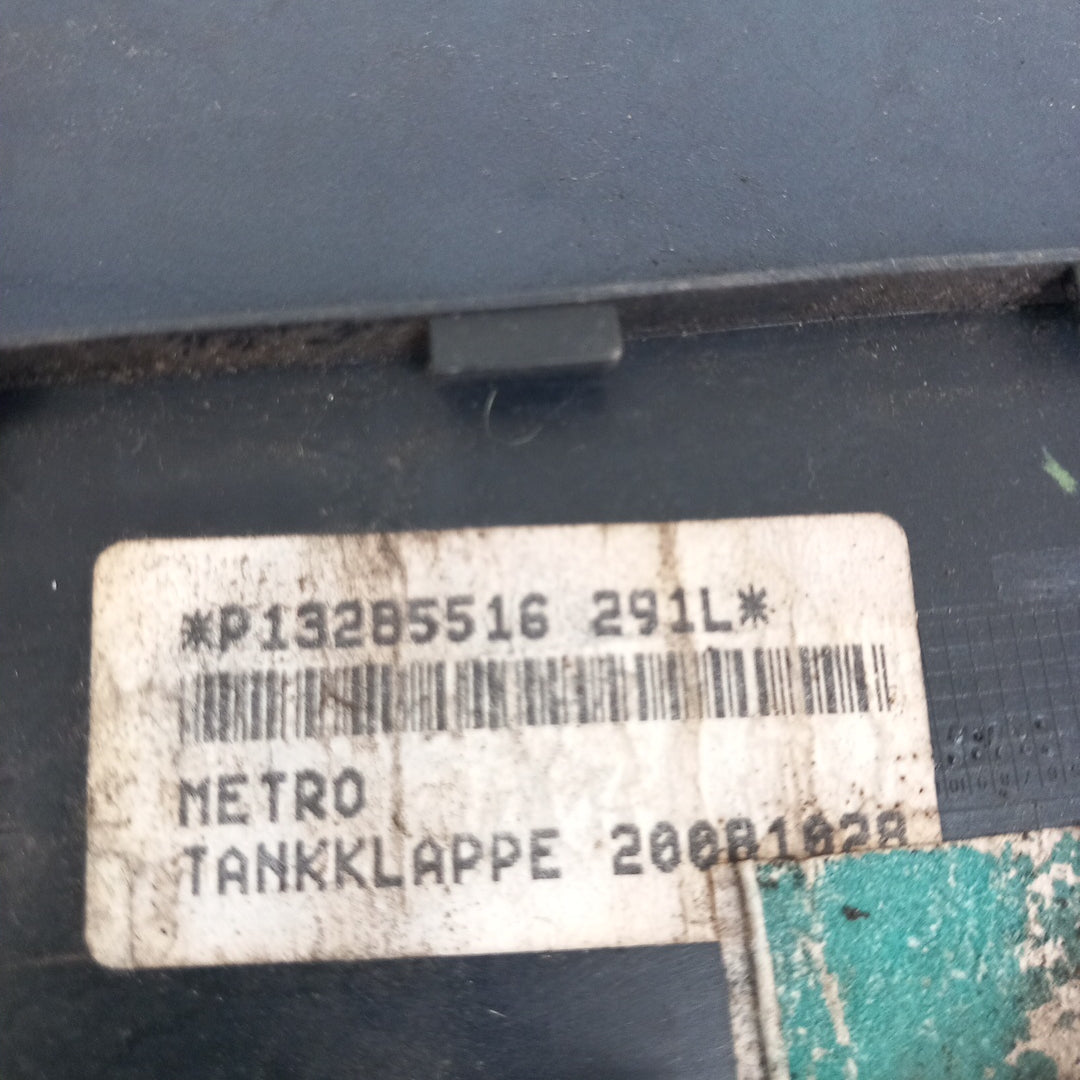 *P13285516 291L*
METRO
TANKKLAPPE 20081028